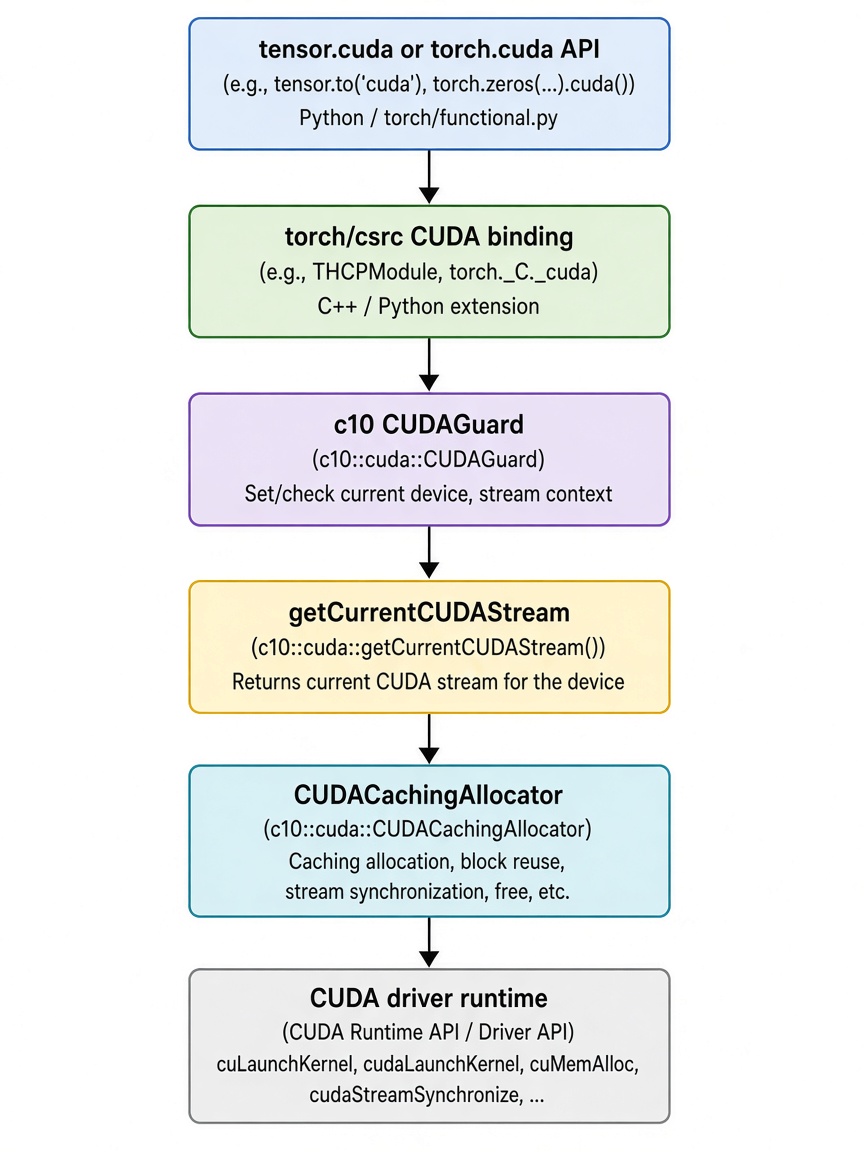 tensor.cuda or torch.cuda API
(e.g., tensor.to('cuda'), torch.zeros(...).cuda())
Python / torch/functional.py
torch/csrc CUDA binding
(e.g., THCPModule, torch._C._cuda)
C++ / Python extension
c10 CUDAGuard
(c10::cuda::CUDAGuard)
Set/check current device, stream context
getCurrentCUDAStream
(c10::cuda::getCurrentCUDAStream())
Returns current CUDA stream for the device
CUDACachingAllocator
(c10::cuda::CUDACachingAllocator)
Caching allocation, block reuse,
stream synchronization, free, etc.
CUDA driver runtime
(CUDA Runtime API / Driver API)
cuLaunchKernel, cudaLaunchKernel, cuMemAlloc,
cudaStreamSynchronize, ...